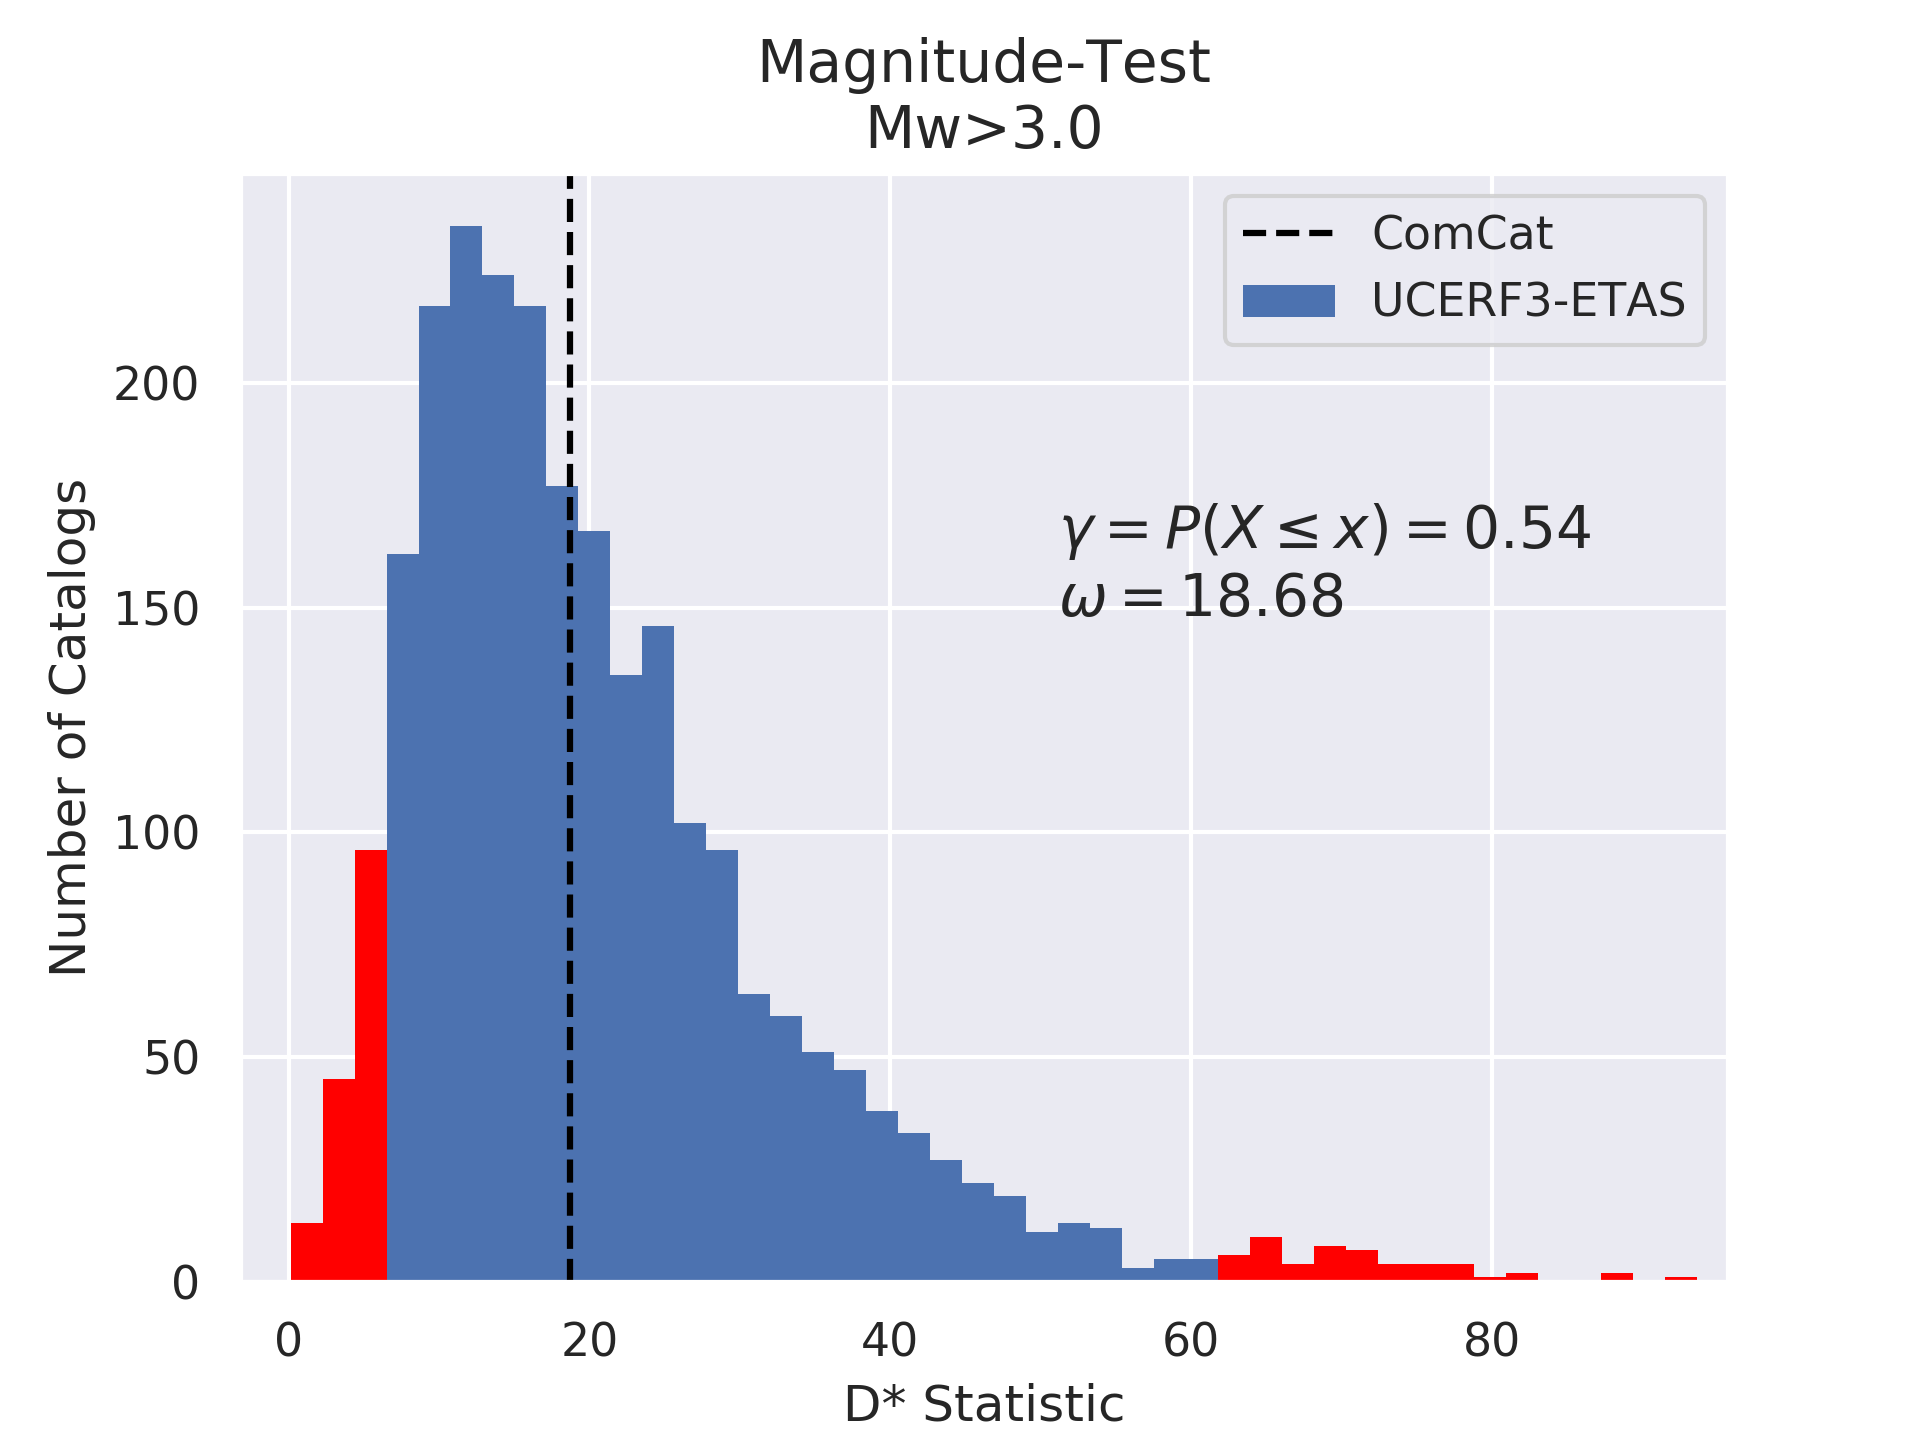 Magnitude-Test
Mw>3.0
ComCat
UCERF3-ETAS
γ = P(X ≤ x) = 0.54
ω = 18.68
Number of Catalogs
200
150
100
50
0
0 20 40 60 80
D* Statistic